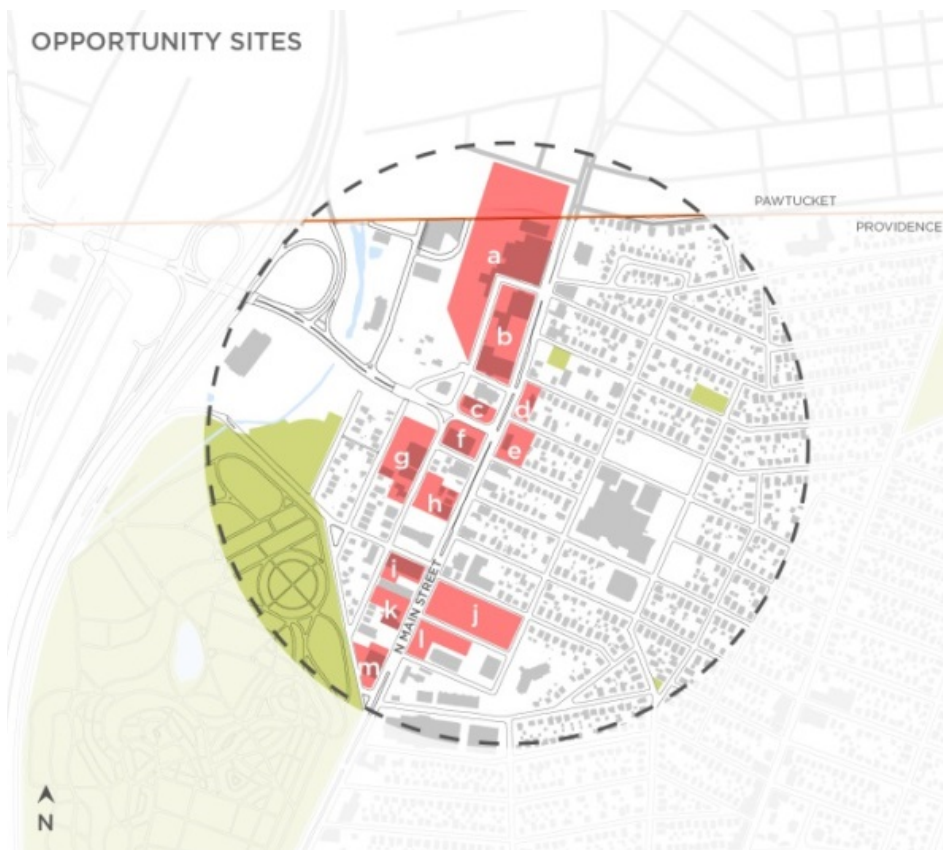 OPPORTUNITY SITES
PAWTUCKET
PROVIDENCE
a
b
c
d
f
e
g
h
i
k
j
l
m
N MAIN STREET
N